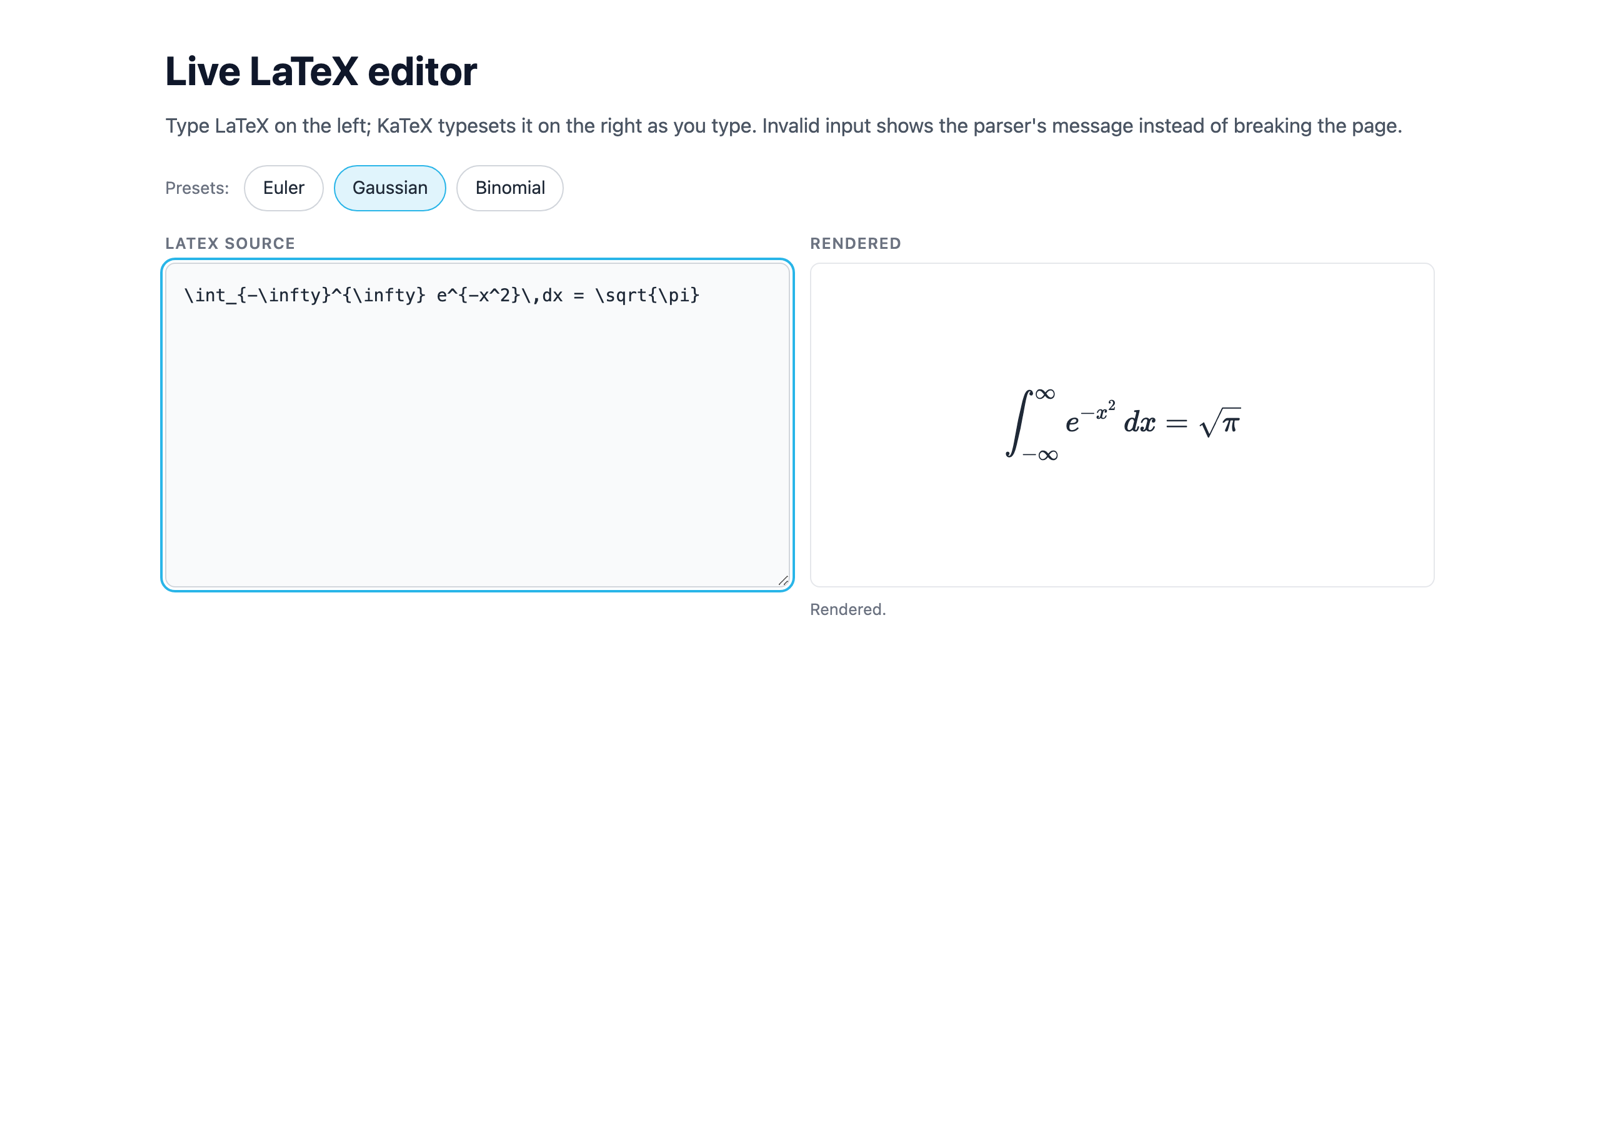 Live LaTeX editor
Type LaTeX on the left; KaTeX typesets it on the right as you type. Invalid input shows the parser's message instead of breaking the page.
Presets: Euler Gaussian Binomial
LATEX SOURCE
\int_{-\infty}^{\infty} e^{-x^2}\,dx = \sqrt{\pi}
RENDERED
∫_{−∞}^{∞} e^{−x^2} dx = √π
Rendered.